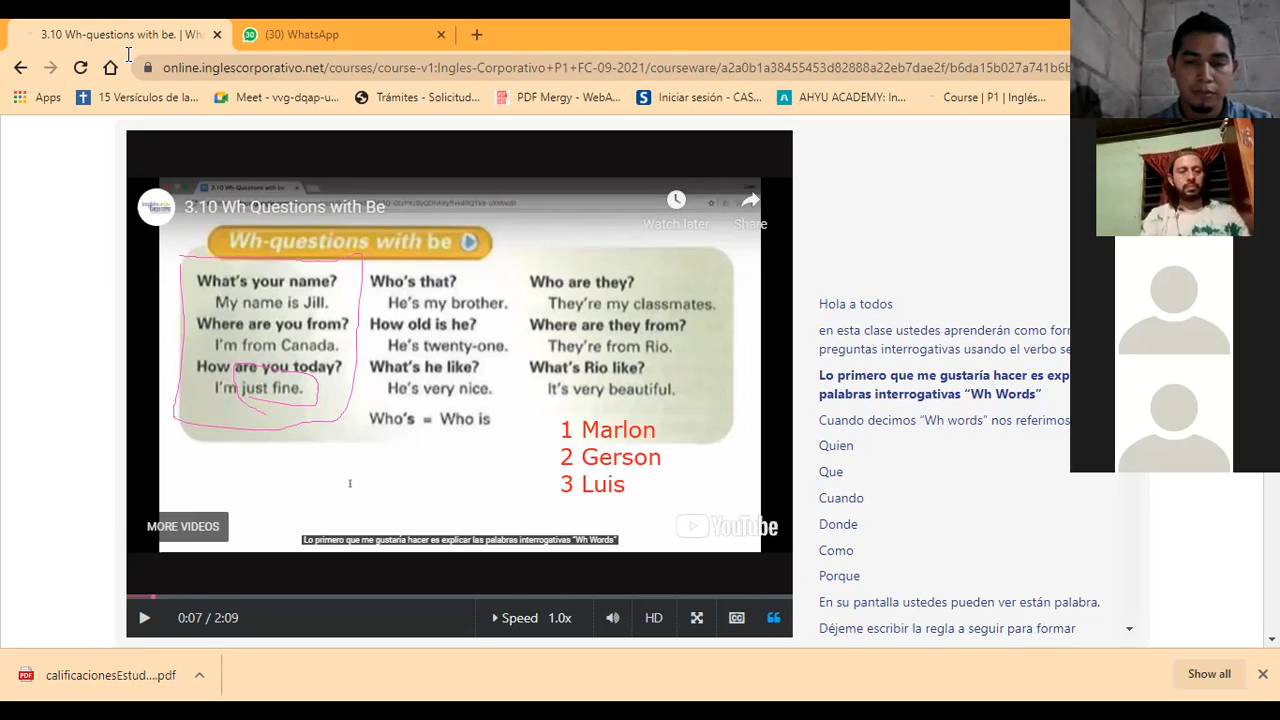 3.10 Wh-questions with be. | Wh
(30) WhatsApp
online.inglescorporativo.net/courses/course-v1:Ingles-Corporativo+P1+FC-09-2021/courseware/a2a0b1a38455453d82888a22eb7dae2f/b6da15b027a741b6b
Apps
15 Versículos de la...
Meet - vvg-dqap-u...
Trámites - Solicitud...
PDF Mergy - WebA...
Iniciar sesión - CAS...
AHYU ACADEMY: In...
Course | P1 | Inglés...
3.10 Wh-Questions with Be
3.10 Wh Questions with Be
Watch later
Share
Wh-questions with be
What's your name?
My name is Jill.
Where are you from?
I'm from Canada.
How are you today?
I'm just fine.
Who's that?
He's my brother.
How old is he?
He's twenty-one.
What's he like?
He's very nice.
Who's = Who is
Who are they?
They're my classmates.
Where are they from?
They're from Rio.
What's Rio like?
It's very beautiful.
1 Marlon
2 Gerson
3 Luis
MORE VIDEOS
YouTube
Lo primero que me gustaría hacer es explicar las palabras interrogativas "Wh Words"
0:07 / 2:09
Speed 1.0x
HD
CC
Hola a todos
en esta clase ustedes aprenderán como for
preguntas interrogativas usando el verbo se
Lo primero que me gustaría hacer es exp
palabras interrogativas "Wh Words"
Cuando decimos "Wh words" nos referimos
Quien
Que
Cuando
Donde
Como
Porque
En su pantalla ustedes pueden ver están palabra.
Déjeme escribir la regla a seguir para formar
PDF
calificacionesEstud....pdf
Show all